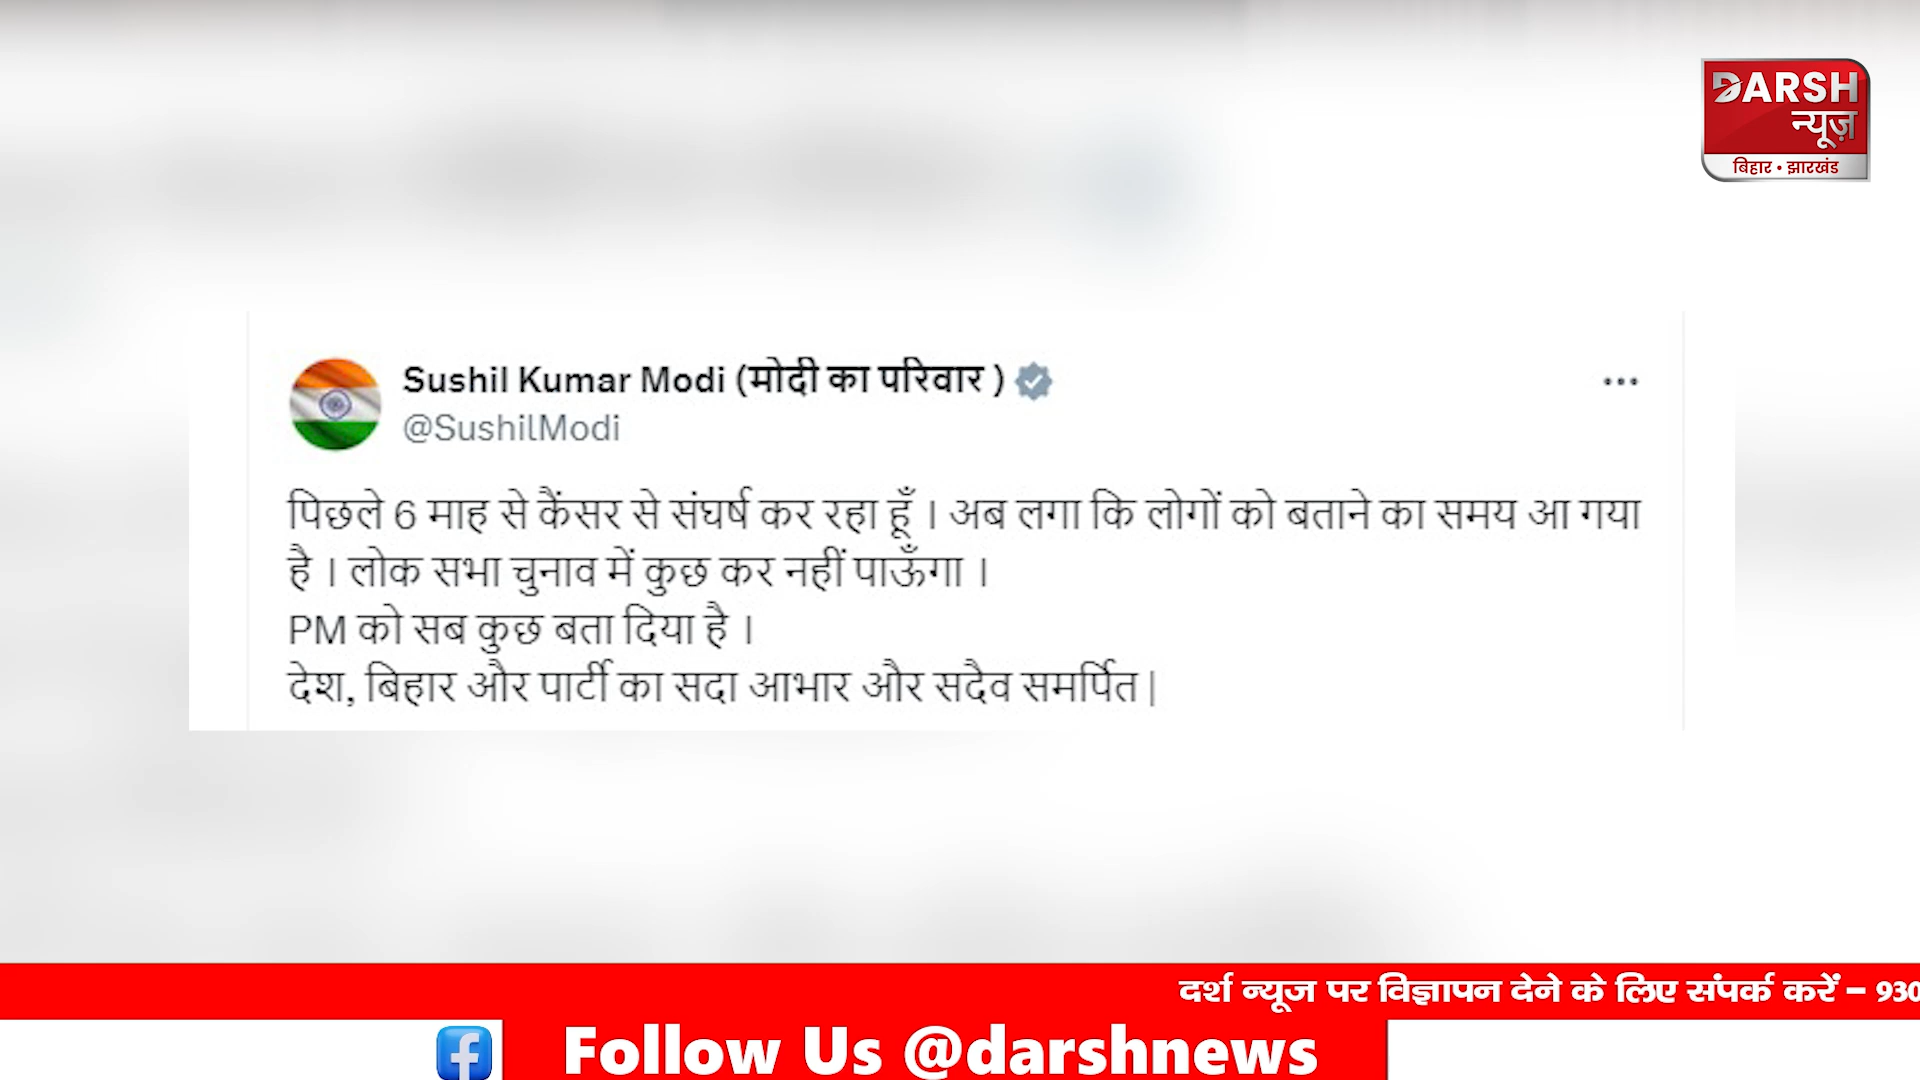 DARSH
न्यूज़
बिहार • झारखंड
Sushil Kumar Modi (मोदी का परिवार )
@SushilModi
पिछले 6 माह से कैंसर से संघर्ष कर रहा हूँ । अब लगा कि लोगों को बताने का समय आ गया
है । लोक सभा चुनाव में कुछ कर नहीं पाऊँगा ।
PM को सब कुछ बता दिया है ।
देश, बिहार और पार्टी का सदा आभार और सदैव समर्पित |
दर्श न्यूज पर विज्ञापन देने के लिए संपर्क करें – 930
Follow Us @darshnews